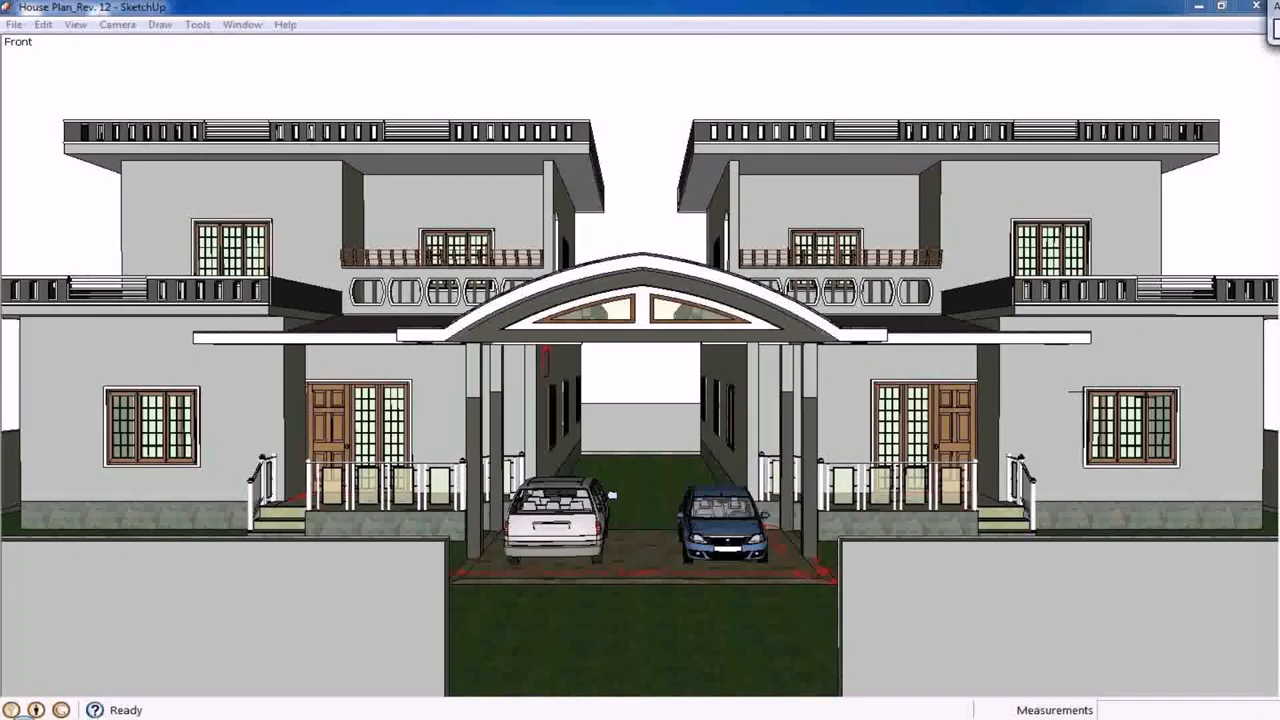 House Plan_Rev. 12 - SketchUp
File Edit View Camera Draw Tools Window Help
Front
Ready
Measurements